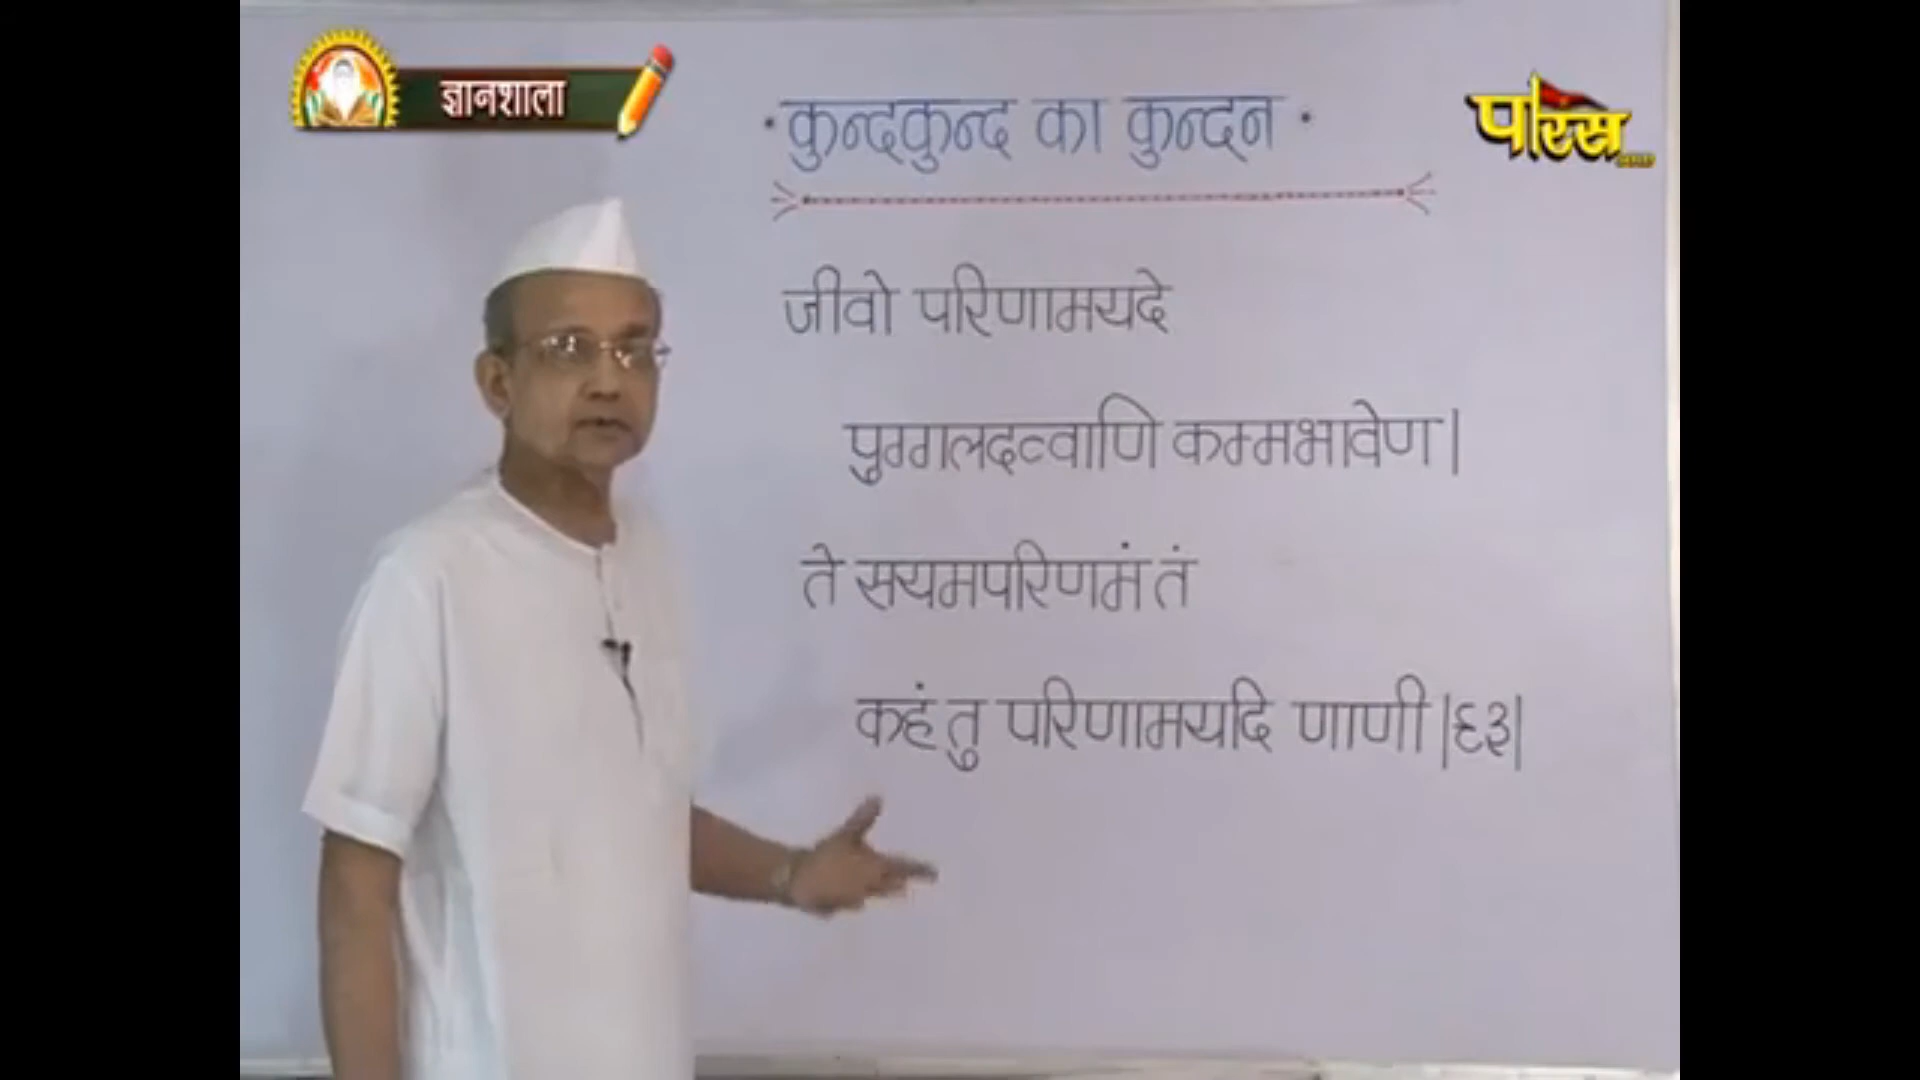 ज्ञानशाला
पारस
• कुन्दकुन्द का कुन्दन •
जीवो परिणामयदे
पुग्गलदव्वाणि कम्मभावेण।
ते सयमपरिणमंतं
कहं तु परिणामयदि णाणी।६३।